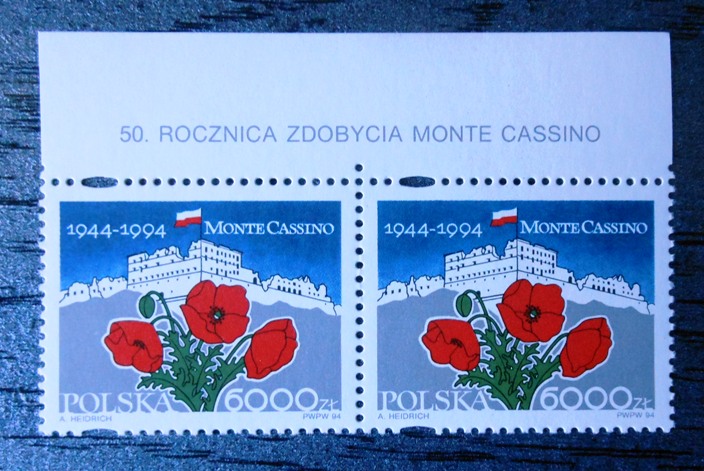 50. ROCZNICA ZDOBYCIA MONTE CASSINO
1944-1994 MONTE CASSINO
POLSKA 6000 ZŁ
A. HEIDRICH PWPW 94
1944-1994 MONTE CASSINO
POLSKA 6000 ZŁ
A. HEIDRICH PWPW 94